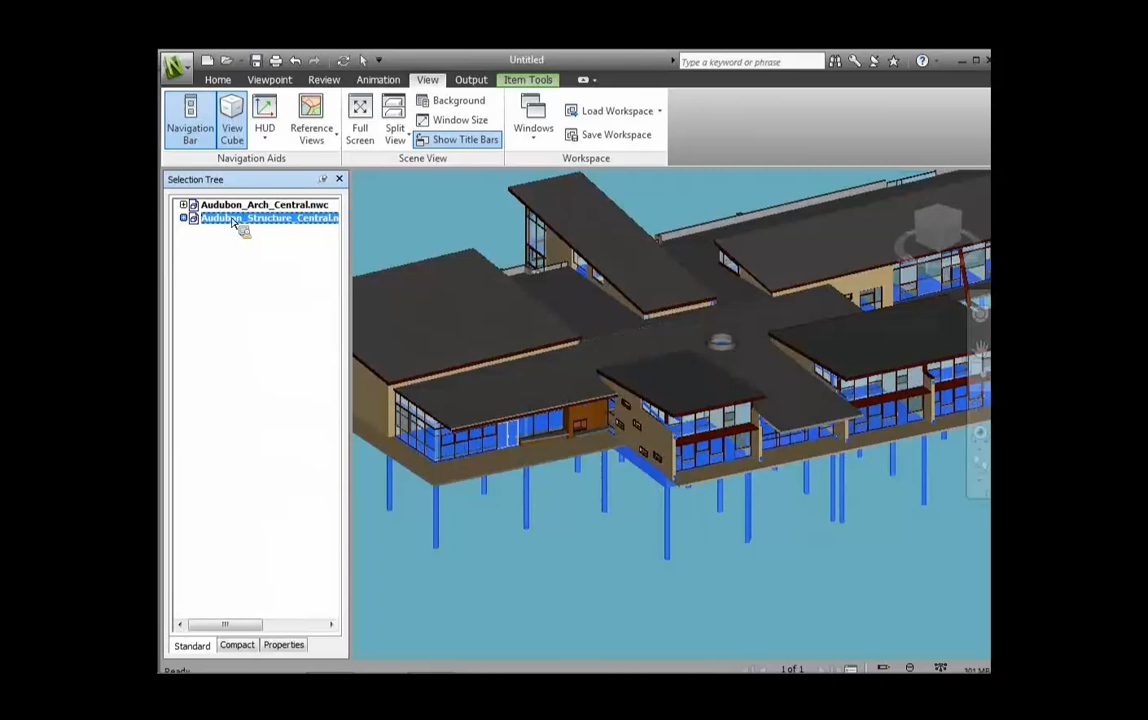 Untitled
Type a keyword or phrase
Home Viewpoint Review Animation View Output Item Tools
Navigation Bar
View Cube
HUD
Reference Views
Full Screen
Split View
Background
Window Size
Show Title Bars
Windows
Load Workspace
Save Workspace
Navigation Aids
Scene View
Workspace
Selection Tree
Audubon_Arch_Central.nwc
Audubon_Structure_Central.n
Standard Compact Properties
Ready
1 of 1